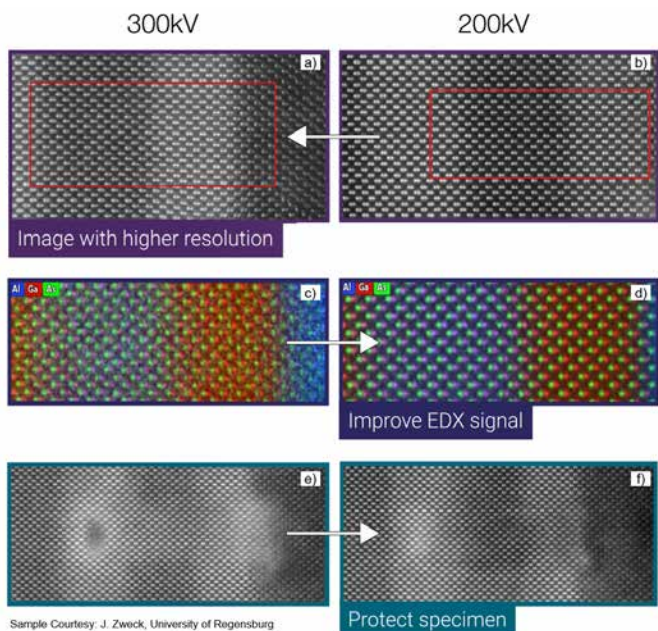 300kV
200kV
a)
b)
Image with higher resolution
Al Ga As
c)
Al Ga As
d)
Improve EDX signal
e)
f)
Sample Courtesy: J. Zweck, University of Regensburg
Protect specimen